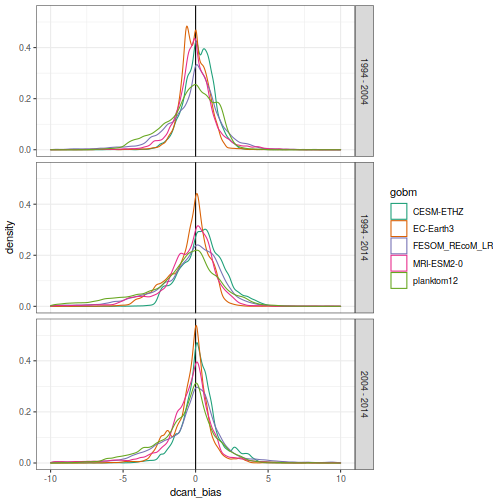 0.4
0.2
0.0
1994 - 2004
0.4
0.2
0.0
1994 - 2014
0.4
0.2
0.0
2004 - 2014
-10
-5
0
5
10
dcant_bias
density
gobm
CESM-ETHZ
EC-Earth3
FESOM_REcoM_LR
MRI-ESM2-0
planktom12